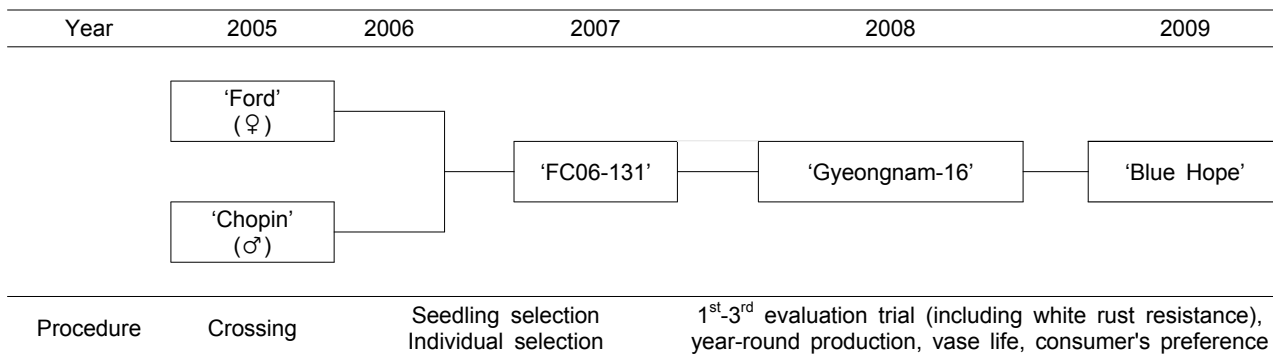 Year 2005 2006 2007 2008 2009
‘Ford’
(♀)
‘FC06-131’ ‘Gyeongnam-16’ ‘Blue Hope’
‘Chopin’
(♂)
Procedure Crossing Seedling selection
Individual selection
1st-3rd evaluation trial (including white rust resistance),
year-round production, vase life, consumer's preference